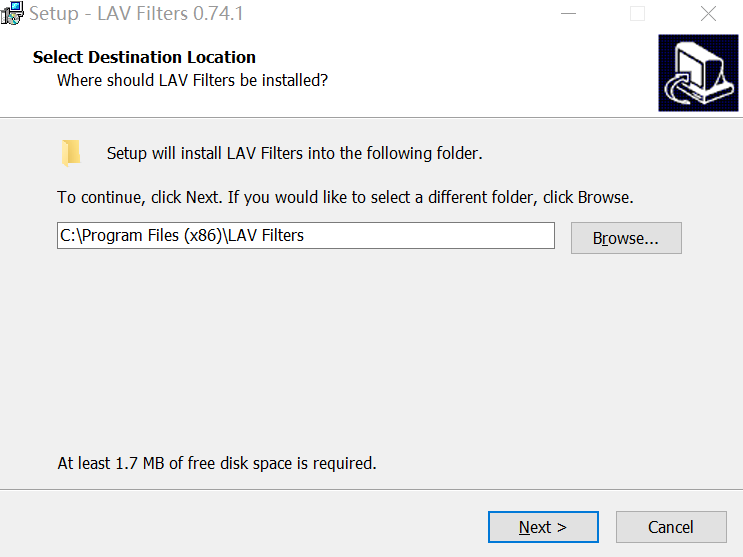 Setup - LAV Filters 0.74.1
Select Destination Location
Where should LAV Filters be installed?
Setup will install LAV Filters into the following folder.
To continue, click Next. If you would like to select a different folder, click Browse.
C:\Program Files (x86)\LAV Filters
Browse...
At least 1.7 MB of free disk space is required.
Next >
Cancel